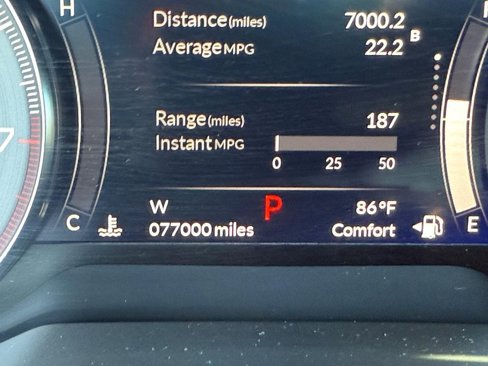 H
Distance (miles) 7000.2
Average MPG 22.2 B
Range (miles) 187
Instant MPG
0 25 50
W P 86°F
C E
077000 miles Comfort